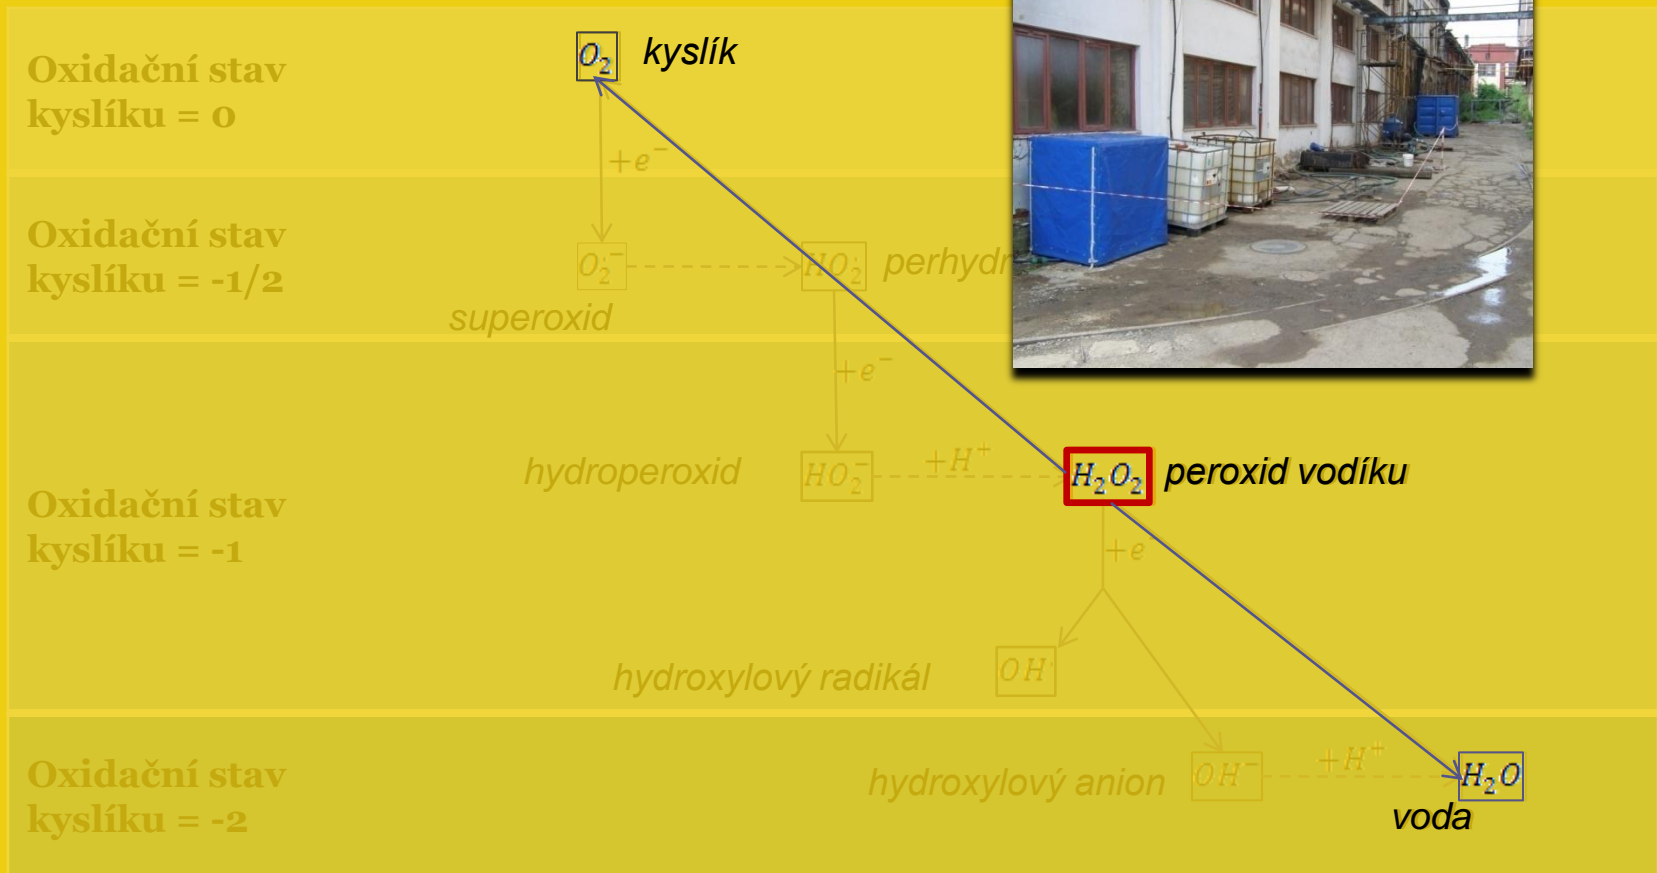 Oxidační stav
kyslíku = 0
O₂ kyslík
+e⁻
Oxidační stav
kyslíku = -1/2
O₂⁻ HO₂ perhydr
superoxid
+e⁻
Oxidační stav
kyslíku = -1
hydroperoxid HO₂⁻ +H⁺ H₂O₂ peroxid vodíku
+e⁻
hydroxylový radikál OH
Oxidační stav
kyslíku = -2
hydroxylový anion OH⁻ +H⁺ H₂O
voda